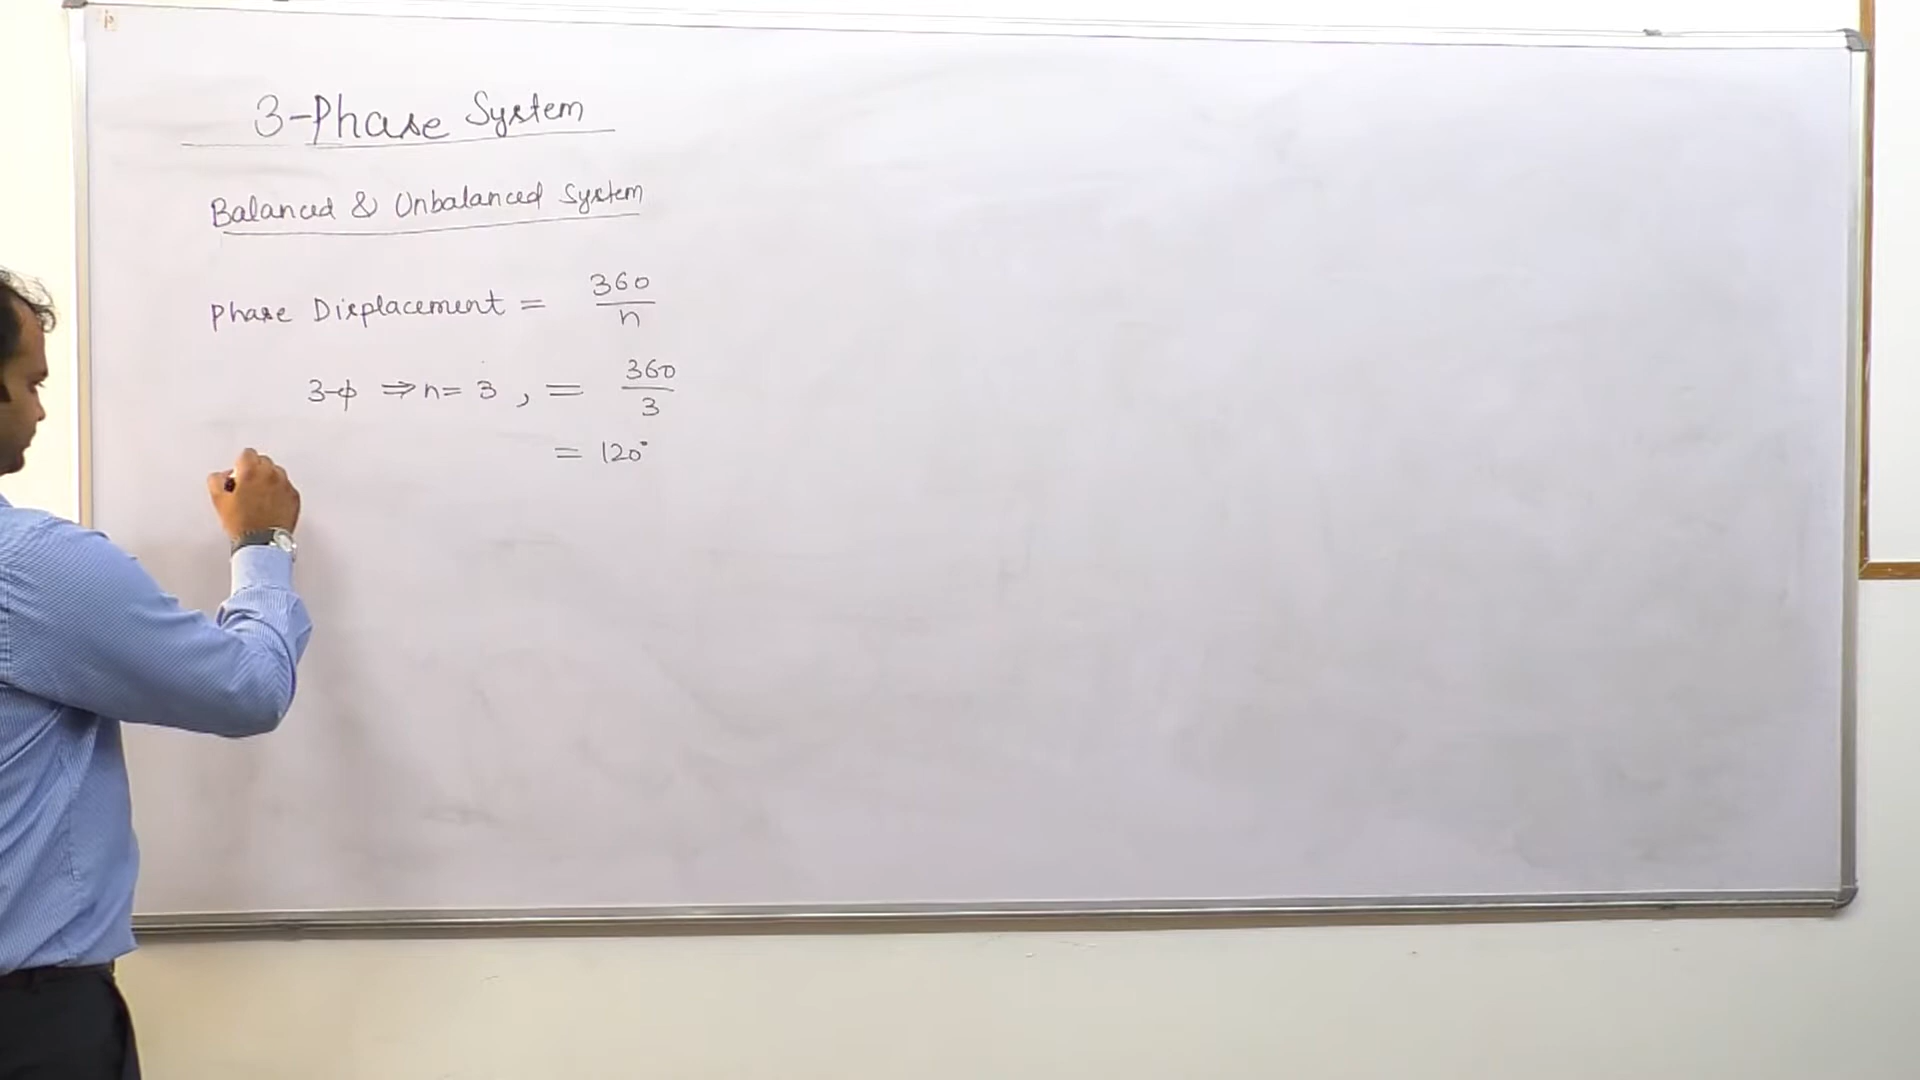 3-Phase System
Balanced & Unbalanced System
Phase Displacement = 360/n
3-ϕ ⇒ n = 3 , = 360/3
= 120°